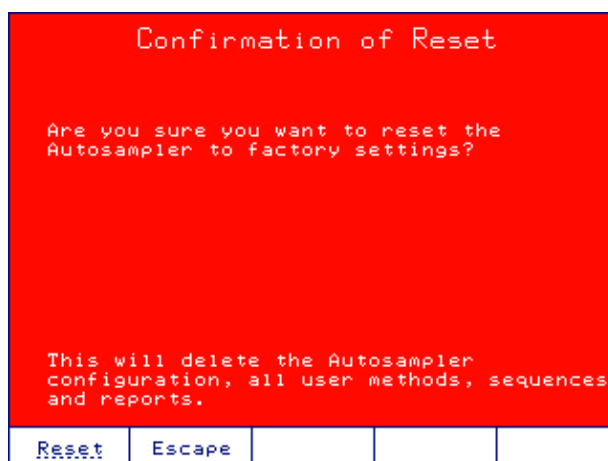 Confirmation of Reset
Are you sure you want to reset the
Autosampler to factory settings?
This will delete the Autosampler
configuration, all user methods, sequences
and reports.
Reset Escape